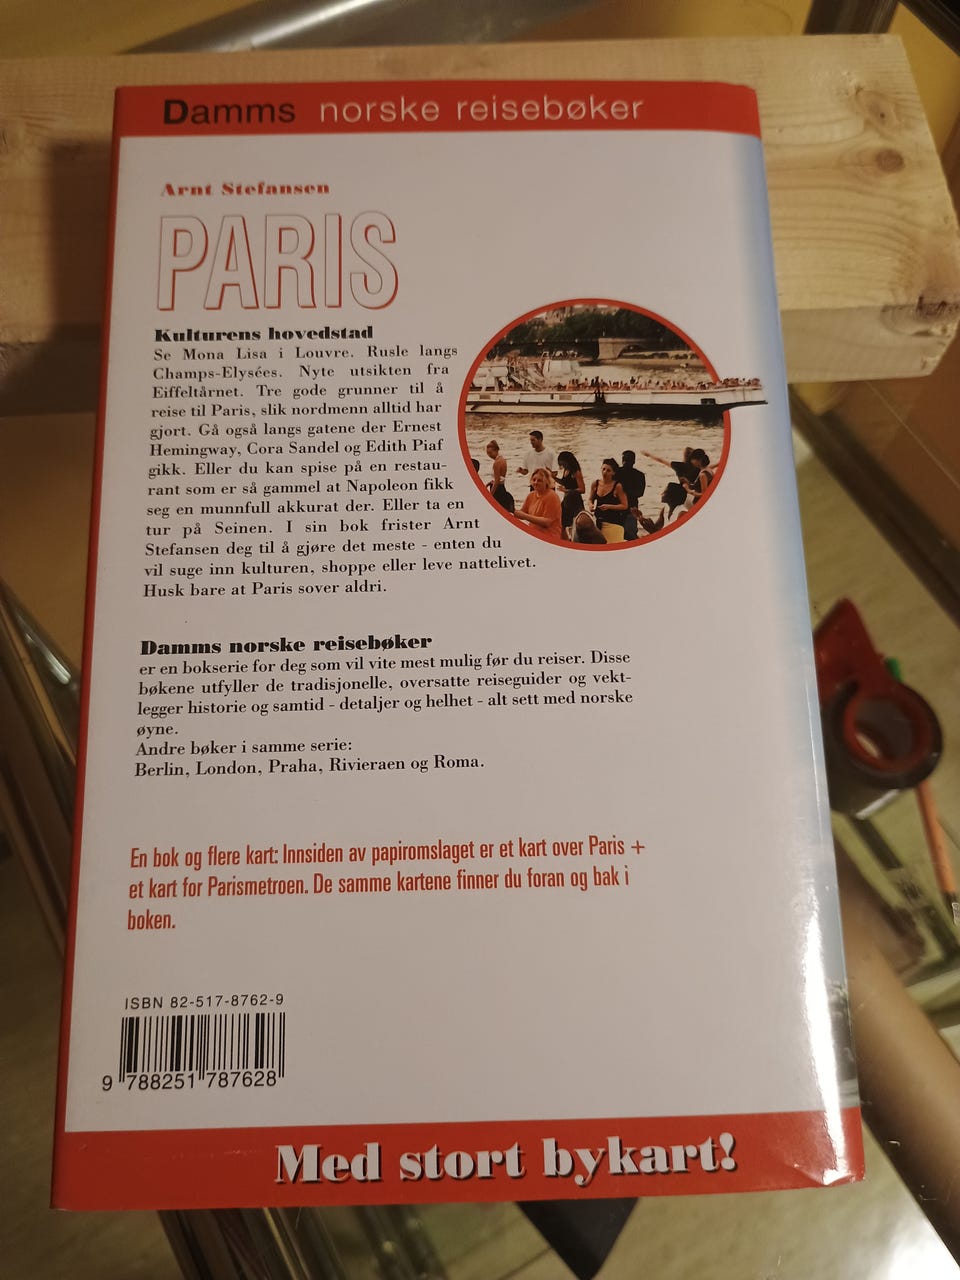 Damms norske reisebøker
Arnt Stefansen
PARIS
Kulturens hovedstad
Se Mona Lisa i Louvre. Rusle langs
Champs-Elysées. Nyte utsikten fra
Eiffeltårnet. Tre gode grunner til å
reise til Paris, slik nordmenn alltid har
gjort. Gå også langs gatene der Ernest
Hemingway, Cora Sandel og Edith Piaf
gikk. Eller du kan spise på en restau-
rant som er så gammel at Napoleon fikk
seg en munnfull akkurat der. Eller ta en
tur på Seinen. I sin bok frister Arnt
Stefansen deg til å gjøre det meste - enten du
vil suge inn kulturen, shoppe eller leve nattelivet.
Husk bare at Paris sover aldri.
Damms norske reisebøker
er en bokserie for deg som vil vite mest mulig før du reiser. Disse
bøkene utfyller de tradisjonelle, oversatte reiseguider og vekt-
legger historie og samtid - detaljer og helhet - alt sett med norske
øyne.
Andre bøker i samme serie:
Berlin, London, Praha, Rivieraen og Roma.
En bok og flere kart: Innsiden av papiromslaget er et kart over Paris +
et kart for Parismetroen. De samme kartene finner du foran og bak i
boken.
ISBN 82-517-8762-9
9 788251 787628
Med stort bykart!